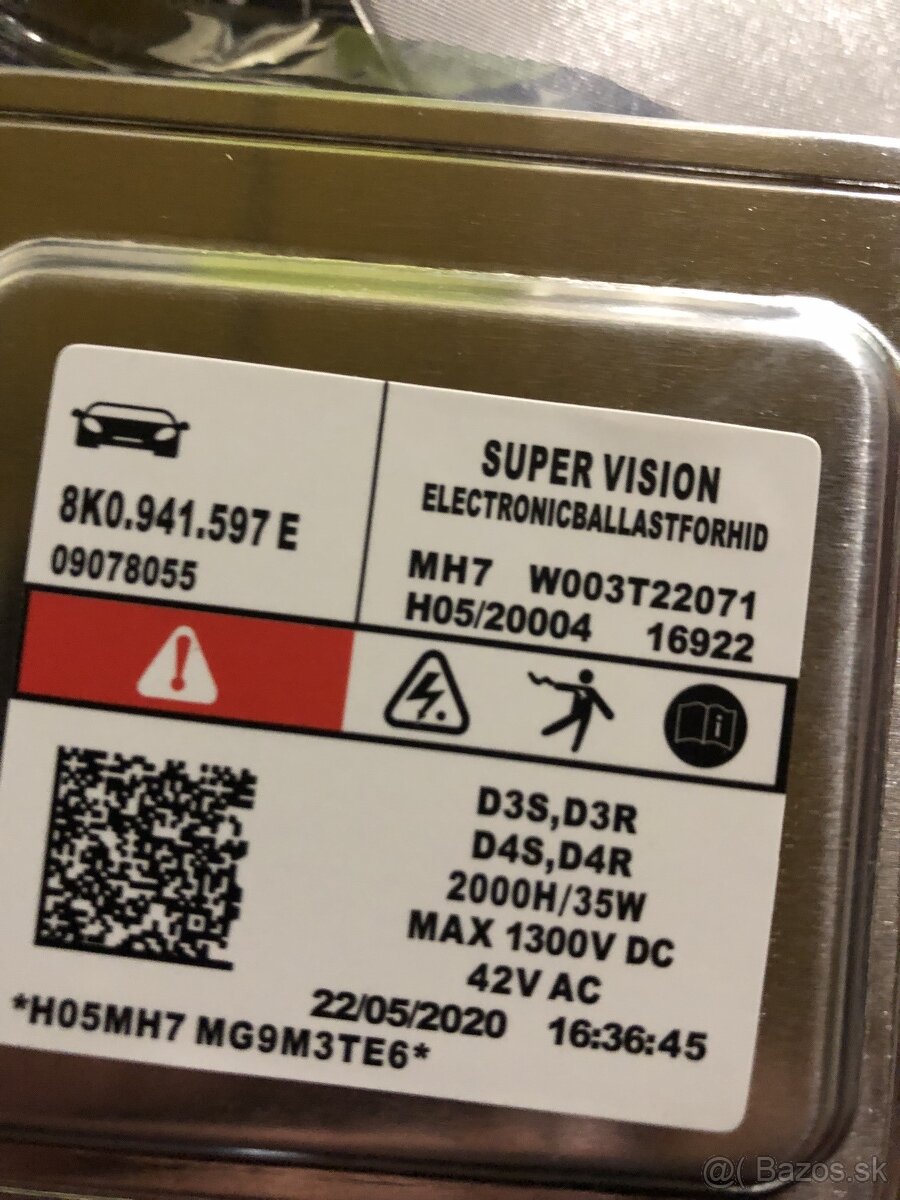 8K0.941.597 E
09078055
SUPER VISION
ELECTRONICBALLASTFORHID
MH7 W003T22071
H05/20004 16922
D3S,D3R
D4S,D4R
2000H/35W
MAX 1300V DC
42V AC
22/05/2020 16:36:45
*H05MH7 MG9M3TE6*
@( Bazos.sk